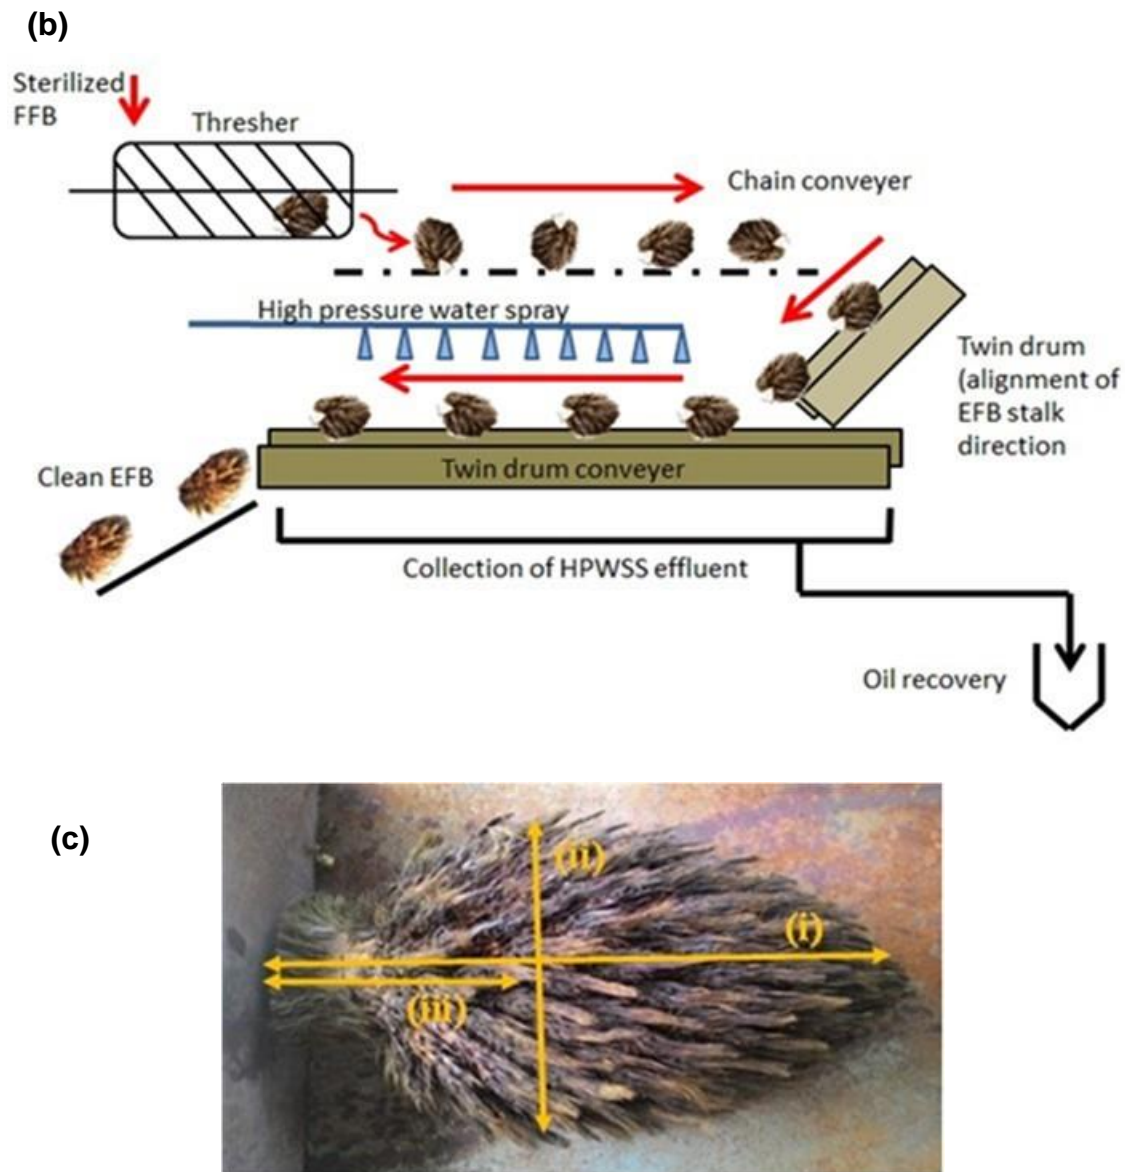 (b)
Sterilized
FFB
Thresher
Chain conveyer
High pressure water spray
Twin drum
(alignment of
EFB stalk
direction
Twin drum conveyer
Clean EFB
Collection of HPWSS effluent
Oil recovery
(c)
(ii)
(i)
(iii)